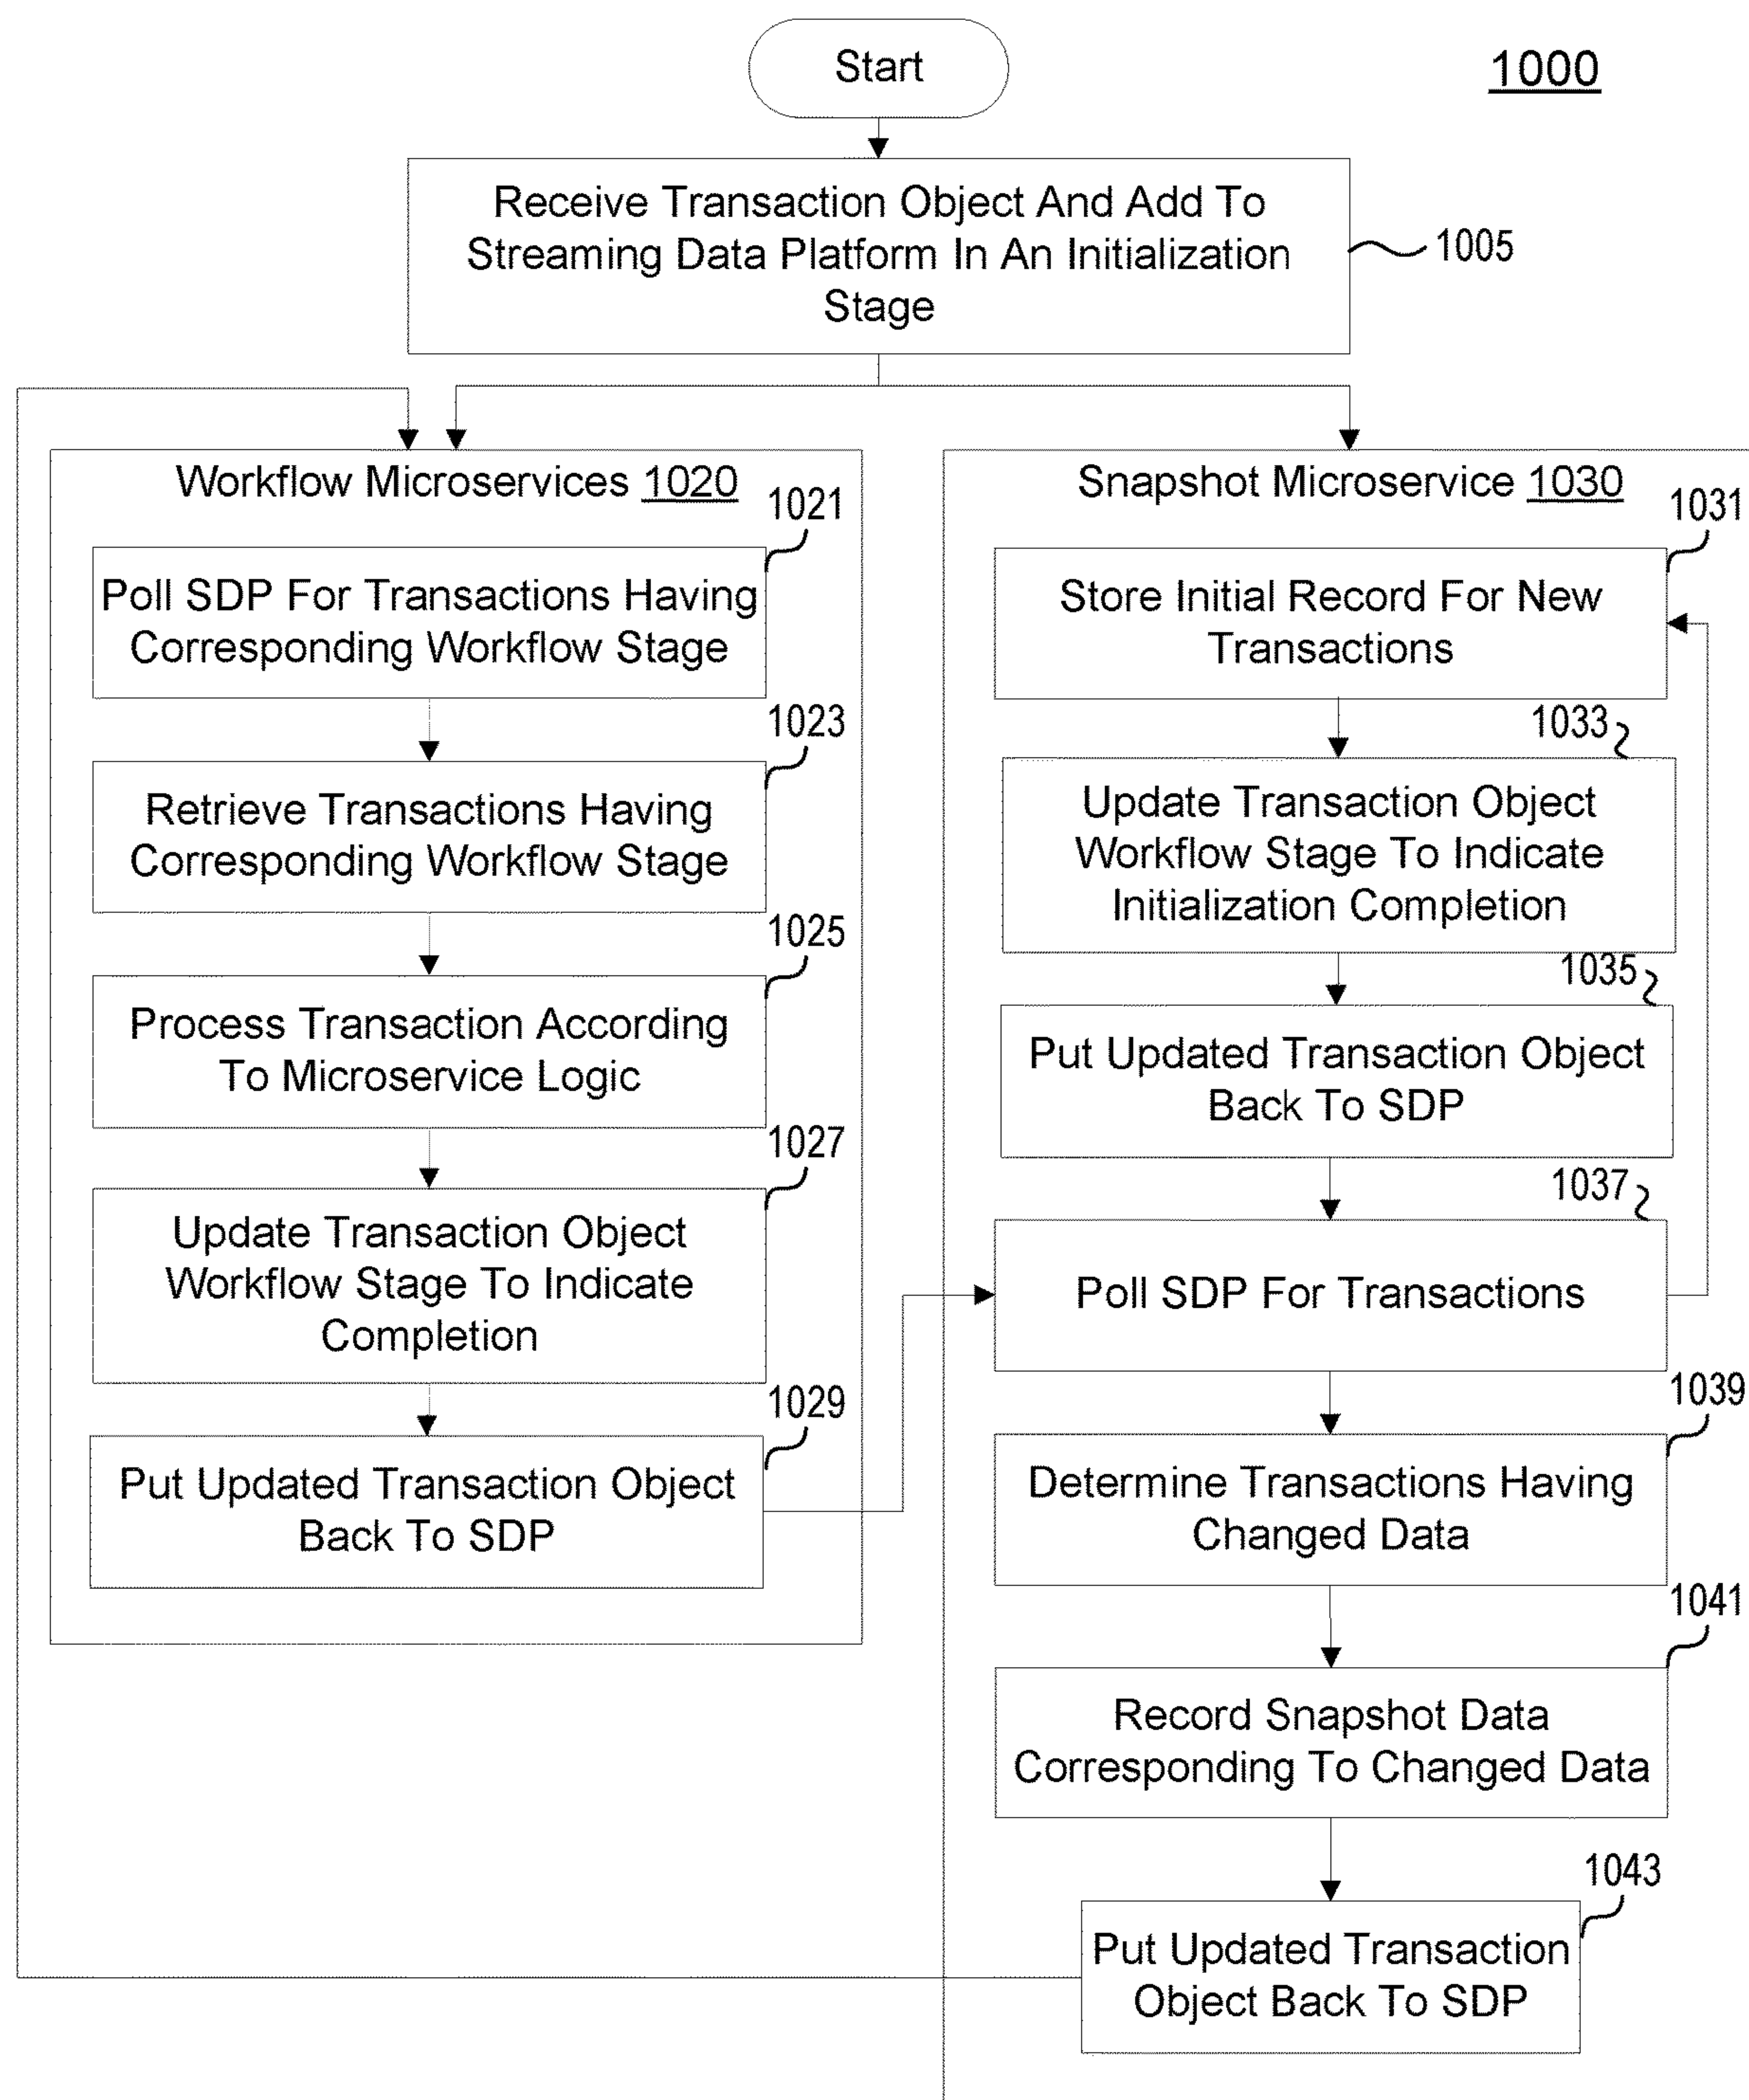 Start
1000
Receive Transaction Object And Add To
Streaming Data Platform In An Initialization
Stage
1005
Workflow Microservices 1020
1021
Poll SDP For Transactions Having
Corresponding Workflow Stage
1023
Retrieve Transactions Having
Corresponding Workflow Stage
1025
Process Transaction According
To Microservice Logic
1027
Update Transaction Object
Workflow Stage To Indicate
Completion
1029
Put Updated Transaction Object
Back To SDP
Snapshot Microservice 1030
1031
Store Initial Record For New
Transactions
1033
Update Transaction Object
Workflow Stage To Indicate
Initialization Completion
1035
Put Updated Transaction Object
Back To SDP
1037
Poll SDP For Transactions
1039
Determine Transactions Having
Changed Data
1041
Record Snapshot Data
Corresponding To Changed Data
1043
Put Updated Transaction
Object Back To SDP